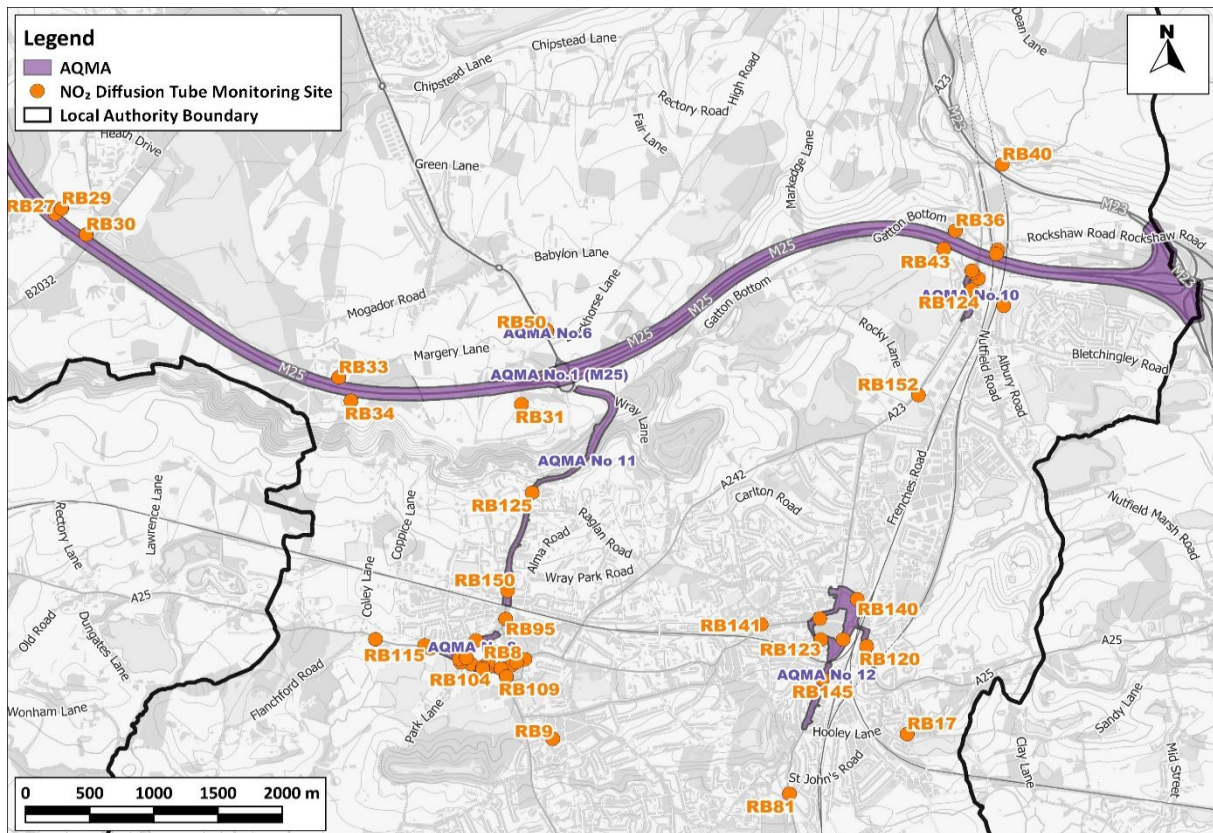 Legend
AQMA
NO₂ Diffusion Tube Monitoring Site
Local Authority Boundary
N
Chipstead Lane
Chipstead Lane
High Road
Rectory Road
Fair Lane
Dean Lane
A23
M23
Heath Drive
Green Lane
Markedge Lane
RB40
RB29
RB27
RB30
M23
RB36
Gatton Bottom
Rockshaw Road
Rockshaw Road
M23
RB43
B2032
Babylon Lane
M25
Mogador Road
AQMA No.10
RB124
Gatton Bottom
RB50
AQMA No.6
M25
Rocky Lane
Nutfield Road
Margery Lane
Bletchingley Road
M25
RB33
AQMA No.1 (M25)
Albury Road
RB34
RB31
Wray Lane
RB152
A23
AQMA No 11
A242
Carlton Road
Frenches Road
RB125
Rectory Lane
Lawrence Lane
Coppice Lane
Raglan Road
Alma Road
Nutfield Marsh Road
Wray Park Road
RB150
A25
Colley Lane
Old Road
Dungates Lane
RB95
RB141
RB140
RB123
RB120
A25
RB115
RB8
RB104
RB109
AQMA No 12
A25
RB145
Flanchford Road
Wonham Lane
Park Lane
Sandy Lane
RB9
RB17
Hooley Lane
Clay Lane
Mid Street
St John's Road
RB81
0 500 1000 1500 2000 m